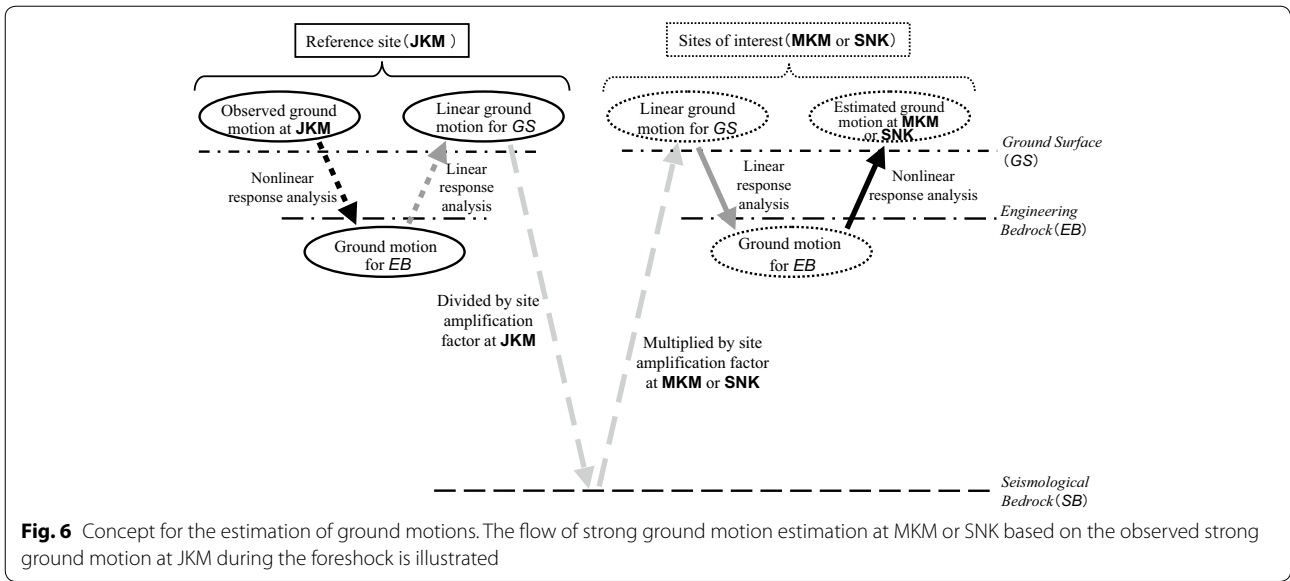 Reference site(JKM )
Sites of interest(MKM or SNK)
Observed ground
motion at JKM
Linear ground
motion for GS
Linear ground
motion for GS
Estimated ground
motion at MKM
or SNK
Ground Surface
(GS)
Nonlinear
response analysis
Linear
response
analysis
Linear
response
analysis
Nonlinear
response analysis
Engineering
Bedrock(EB)
Ground motion
for EB
Ground motion
for EB
Divided by site
amplification
factor at JKM
Multiplied by site
amplification factor
at MKM or SNK
Seismological
Bedrock(SB)
Fig. 6 Concept for the estimation of ground motions. The flow of strong ground motion estimation at MKM or SNK based on the observed strong
ground motion at JKM during the foreshock is illustrated